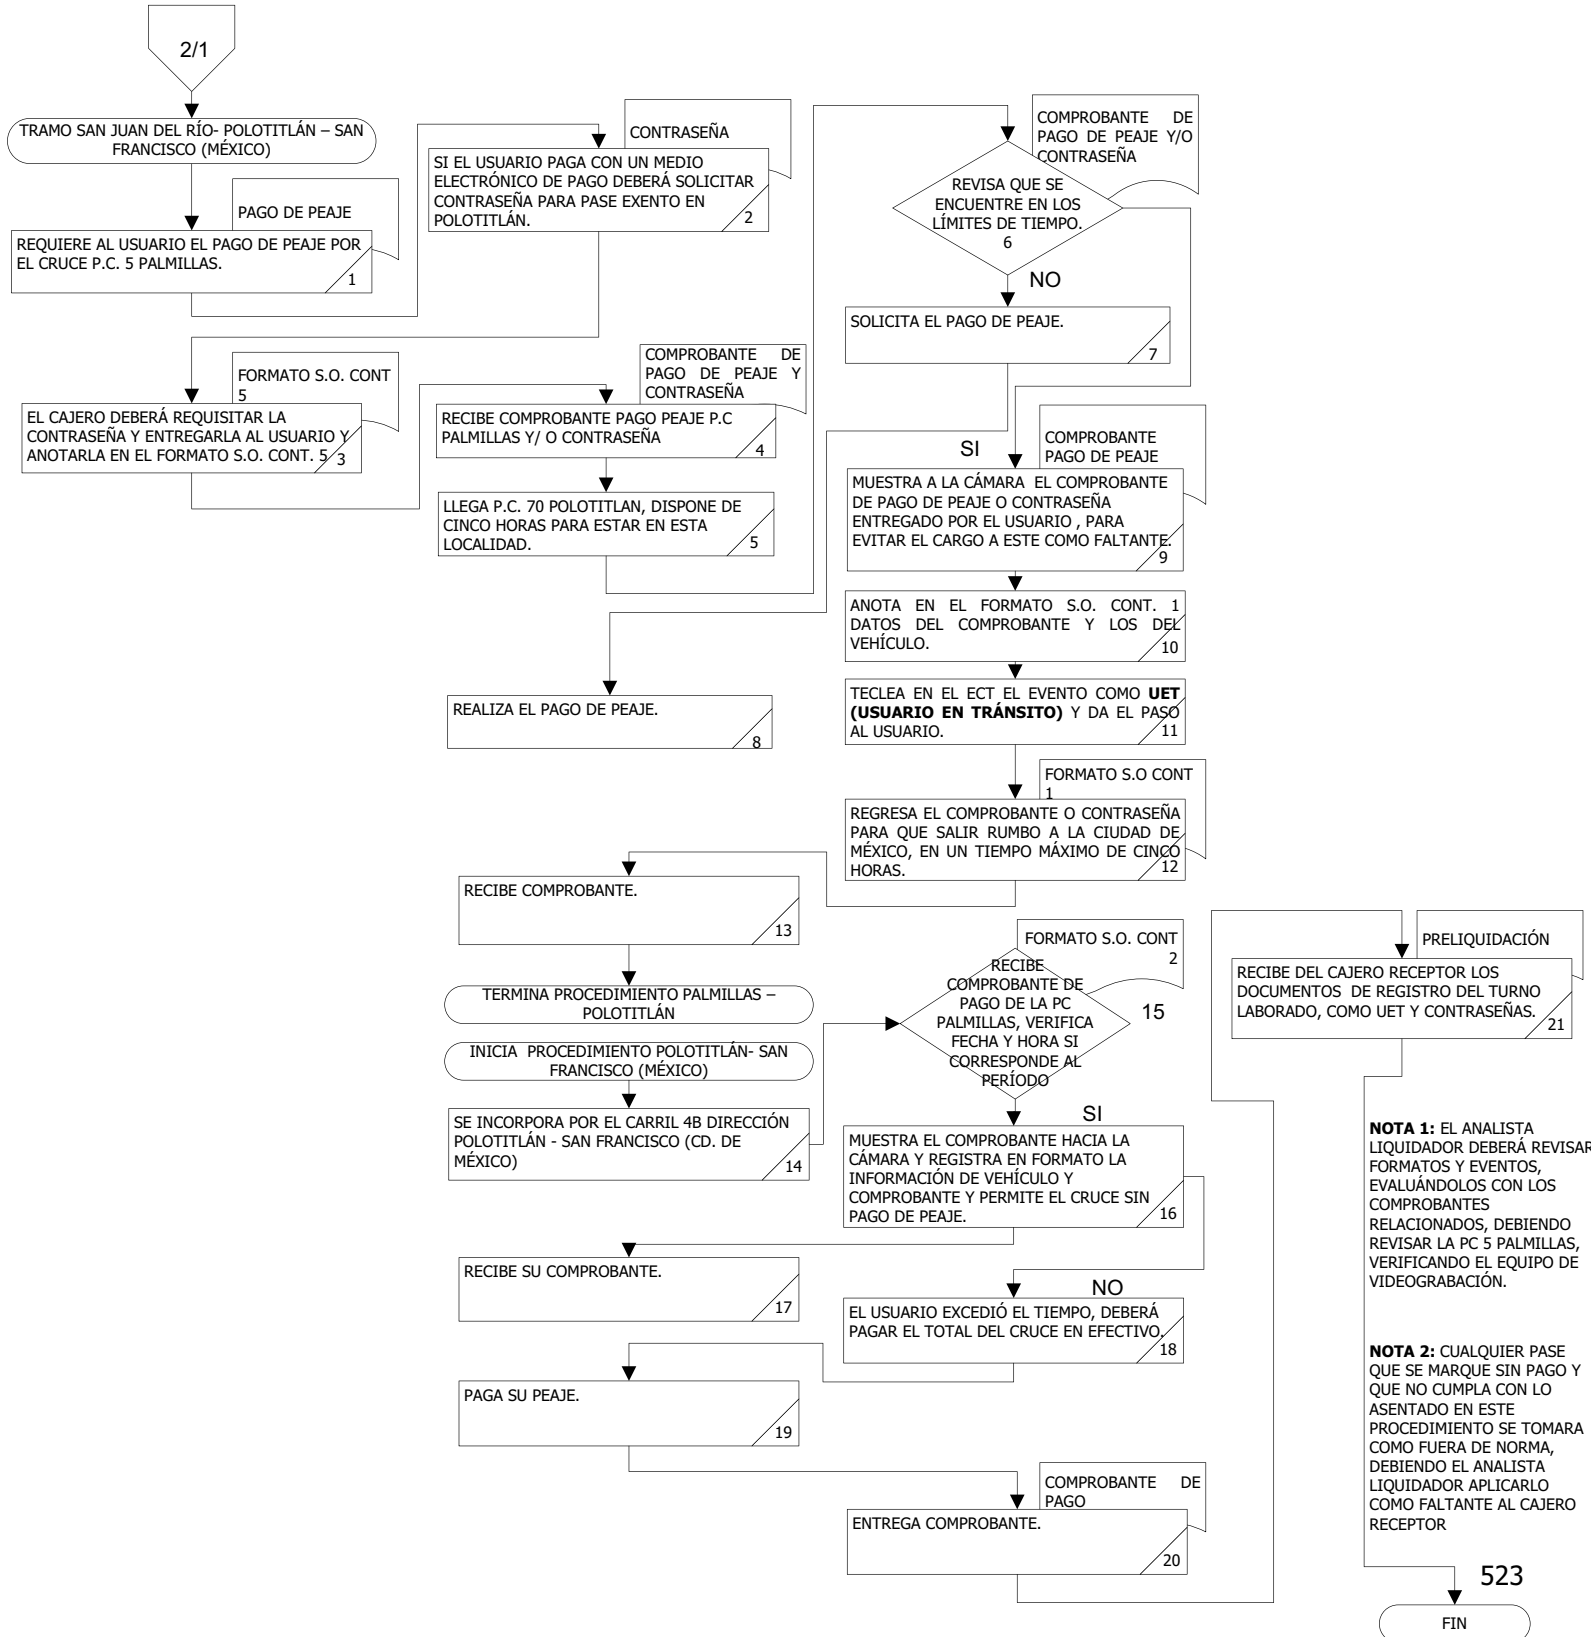 2/1
TRAMO SAN JUAN DEL RÍO- POLOTITLÁN – SAN
FRANCISCO (MÉXICO)
PAGO DE PEAJE
REQUIERE AL USUARIO EL PAGO DE PEAJE POR
EL CRUCE P.C. 5 PALMILLAS.
1
CONTRASEÑA
SI EL USUARIO PAGA CON UN MEDIO
ELECTRÓNICO DE PAGO DEBERÁ SOLICITAR
CONTRASEÑA PARA PASE EXENTO EN
POLOTITLÁN.
2
FORMATO S.O. CONT
5
EL CAJERO DEBERÁ REQUISITAR LA
CONTRASEÑA Y ENTREGARLA AL USUARIO Y
ANOTARLA EN EL FORMATO S.O. CONT. 5
3
COMPROBANTE DE
PAGO DE PEAJE Y
CONTRASEÑA
RECIBE COMPROBANTE PAGO PEAJE P.C
PALMILLAS Y/ O CONTRASEÑA
4
LLEGA P.C. 70 POLOTITLAN, DISPONE DE
CINCO HORAS PARA ESTAR EN ESTA
LOCALIDAD.
5
COMPROBANTE DE
PAGO DE PEAJE Y/O
CONTRASEÑA
REVISA QUE SE
ENCUENTRE EN LOS
LÍMITES DE TIEMPO.
6
NO
SOLICITA EL PAGO DE PEAJE.
7
REALIZA EL PAGO DE PEAJE.
8
SI
COMPROBANTE
PAGO DE PEAJE
MUESTRA A LA CÁMARA EL COMPROBANTE
DE PAGO DE PEAJE O CONTRASEÑA
ENTREGADO POR EL USUARIO , PARA
EVITAR EL CARGO A ESTE COMO FALTANTE.
9
ANOTA EN EL FORMATO S.O. CONT. 1
DATOS DEL COMPROBANTE Y LOS DEL
VEHÍCULO.
10
TECLEA EN EL ECT EL EVENTO COMO UET
(USUARIO EN TRÁNSITO) Y DA EL PASO
AL USUARIO.
11
FORMATO S.O CONT
1
REGRESA EL COMPROBANTE O CONTRASEÑA
PARA QUE SALIR RUMBO A LA CIUDAD DE
MÉXICO, EN UN TIEMPO MÁXIMO DE CINCO
HORAS.
12
RECIBE COMPROBANTE.
13
TERMINA PROCEDIMIENTO PALMILLAS –
POLOTITLÁN
INICIA PROCEDIMIENTO POLOTITLÁN- SAN
FRANCISCO (MÉXICO)
SE INCORPORA POR EL CARRIL 4B DIRECCIÓN
POLOTITLÁN - SAN FRANCISCO (CD. DE
MÉXICO)
14
FORMATO S.O. CONT
2
RECIBE
COMPROBANTE DE
PAGO DE LA PC
PALMILLAS, VERIFICA
FECHA Y HORA SI
CORRESPONDE AL
PERÍODO
15
SI
MUESTRA EL COMPROBANTE HACIA LA
CÁMARA Y REGISTRA EN FORMATO LA
INFORMACIÓN DE VEHÍCULO Y
COMPROBANTE Y PERMITE EL CRUCE SIN
PAGO DE PEAJE.
16
RECIBE SU COMPROBANTE.
17
NO
EL USUARIO EXCEDIÓ EL TIEMPO, DEBERÁ
PAGAR EL TOTAL DEL CRUCE EN EFECTIVO.
18
PAGA SU PEAJE.
19
COMPROBANTE DE
PAGO
ENTREGA COMPROBANTE.
20
PRELIQUIDACIÓN
RECIBE DEL CAJERO RECEPTOR LOS
DOCUMENTOS DE REGISTRO DEL TURNO
LABORADO, COMO UET Y CONTRASEÑAS.
21
NOTA 1: EL ANALISTA
LIQUIDADOR DEBERÁ REVISAR
FORMATOS Y EVENTOS,
EVALUÁNDOLOS CON LOS
COMPROBANTES
RELACIONADOS, DEBIENDO
REVISAR LA PC 5 PALMILLAS,
VERIFICANDO EL EQUIPO DE
VIDEOGRABACIÓN.
NOTA 2: CUALQUIER PASE
QUE SE MARQUE SIN PAGO Y
QUE NO CUMPLA CON LO
ASENTADO EN ESTE
PROCEDIMIENTO SE TOMARA
COMO FUERA DE NORMA,
DEBIENDO EL ANALISTA
LIQUIDADOR APLICARLO
COMO FALTANTE AL CAJERO
RECEPTOR
523
FIN